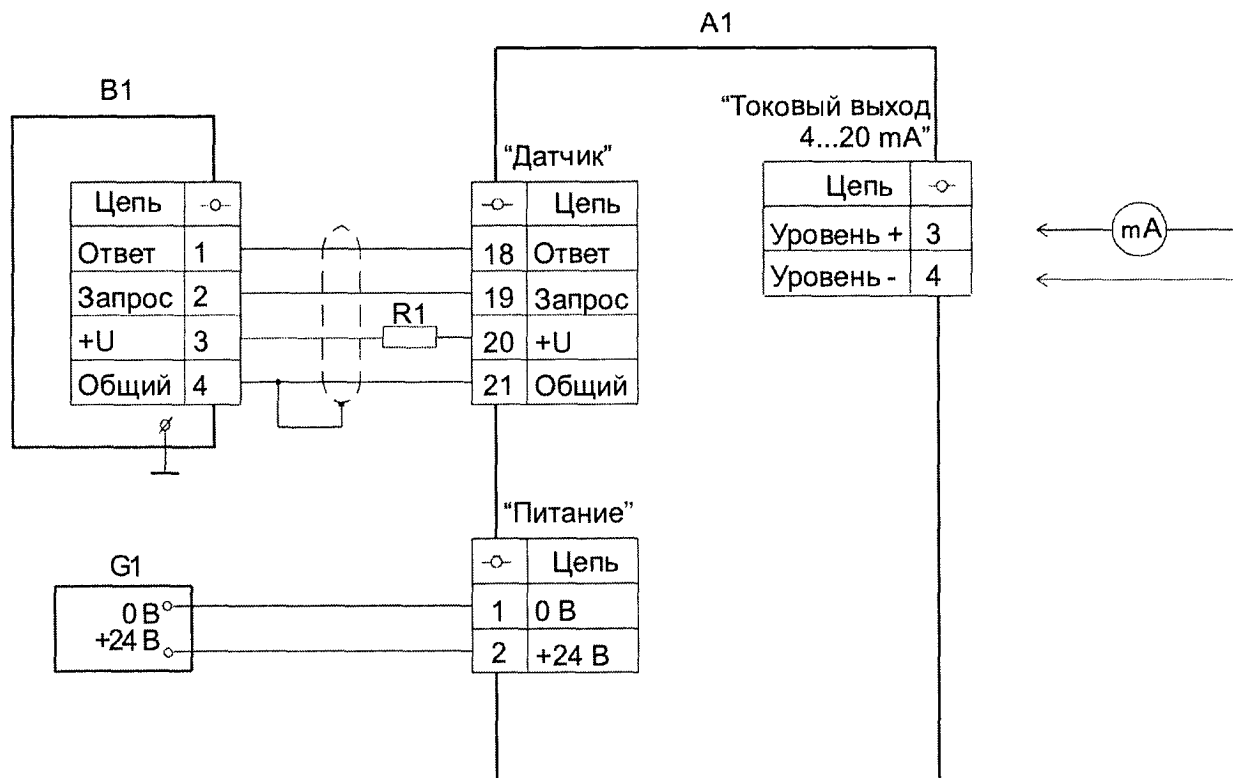 A1
B1
“Токовый выход
4...20 mA”
“Датчик”
Цепь
Ответ 1
Запрос 2
+U 3
Общий 4
R1
Цепь
18 Ответ
19 Запрос
20 +U
21 Общий
Цепь
Уровень + 3
Уровень - 4
mA
“Питание”
G1
0 В
+24 В
Цепь
1 0 В
2 +24 В